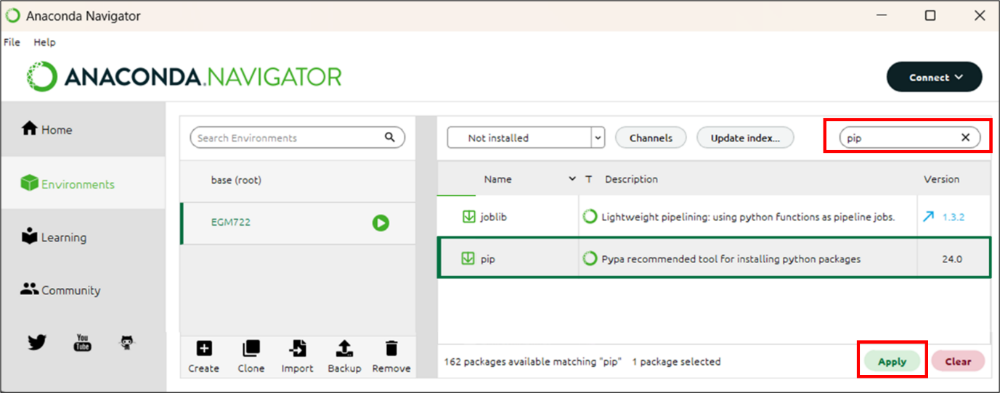 Anaconda Navigator
File Help
ANACONDA.NAVIGATOR
Connect
Home
Environments
Learning
Community
You
Tube
Search Environments
base (root)
EGM722
Create Clone Import Backup Remove
Not installed Channels Update index... pip
Name T Description Version
joblib Lightweight pipelining: using python functions as pipeline jobs. 1.3.2
pip Pypa recommended tool for installing python packages 24.0
162 packages available matching "pip" 1 package selected Apply Clear